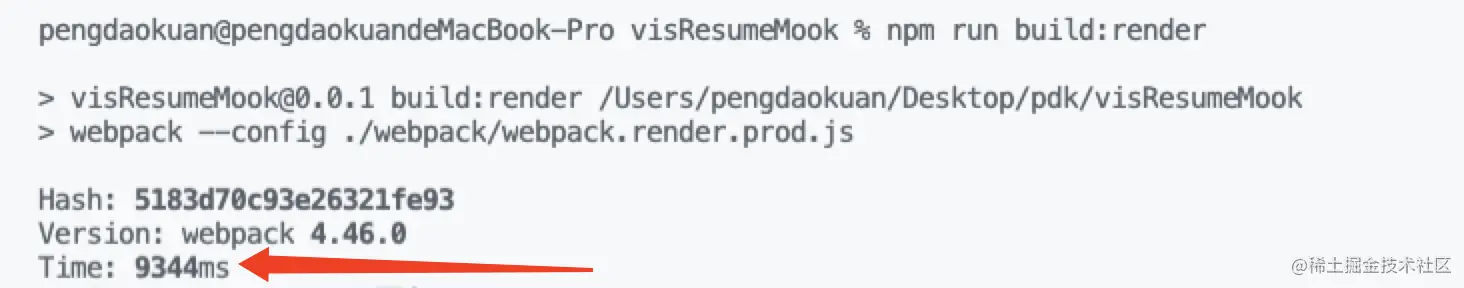 pengdaokuan@pengdaokuandeMacBook-Pro visResumeMook % npm run build:render
> visResumeMook@0.0.1 build:render /Users/pengdaokuan/Desktop/pdk/visResumeMook
> webpack --config ./webpack/webpack.render.prod.js
Hash: 5183d70c93e26321fe93
Version: webpack 4.46.0
Time: 9344ms
@稀土掘金技术社区